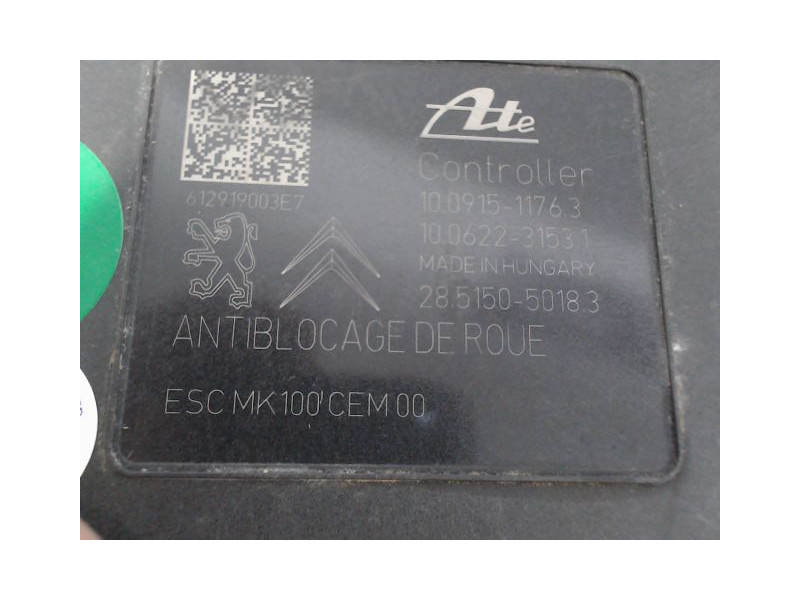 Ate
Controller
612919003E7
10.0915-1176.3
10.0622-3153.1
MADE IN HUNGARY
28.5150-5018.3
ANTIBLOCAGE DE ROUE
ESC MK100'CEM 00